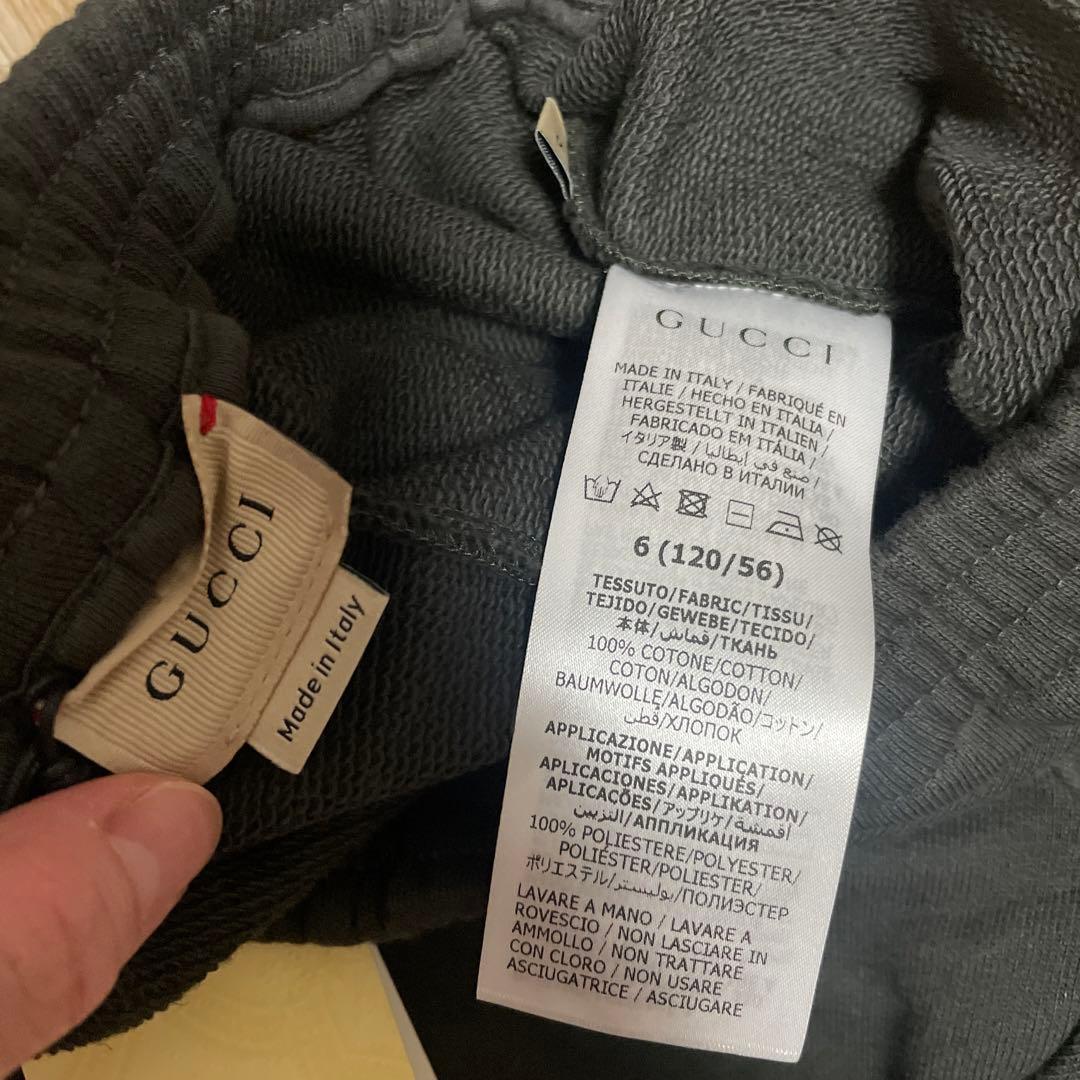 GUCCI
Made in Italy
GUCCI
MADE IN ITALY / FABRIQUÉ EN
ITALIE / HECHO EN ITALIA /
HERGESTELLT IN ITALIEN /
FABRICADO EM ITÁLIA /
イタリア製 / صنع في ايطاليا /
СДЕЛАНО В ИТАЛИИ
6 (120/56)
TESSUTO/FABRIC/TISSU/
TEJIDO/GEWEBE/TECIDO/
本体/قماش/ТКАНЬ
100% COTONE/COTTON/
COTON/ALGODON/
BAUMWOLLE/ALGODÃO/コットン/
قطن/ХЛОПОК
APPLICAZIONE/APPLICATION/
MOTIFS APPLIQUÉS/
APLICACIONES/APPLIKATION/
APLICAÇÕES/アップリケ/أقمشة
التزيين/АППЛИКАЦИЯ
100% POLIESTERE/POLYESTER/
POLIÉSTER/POLIESTER/
ポリエステル/بوليستر/ПОЛИЭСТЕР
LAVARE A MANO / LAVARE A
ROVESCIO / NON LASCIARE IN
AMMOLLO / NON TRATTARE
CON CLORO / NON USARE
ASCIUGATRICE / ASCIUGARE